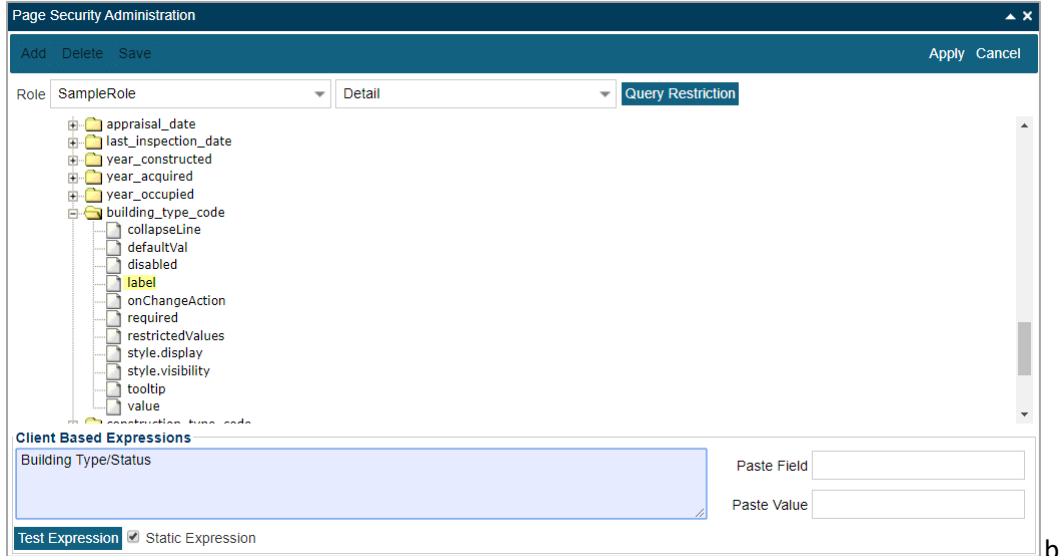 Page Security Administration
Add Delete Save Apply Cancel
Role SampleRole Detail Query Restriction
appraisal_date
last_inspection_date
year_constructed
year_acquired
year_occupied
building_type_code
collapseLine
defaultVal
disabled
label
onChangeAction
required
restrictedValues
style.display
style.visibility
tooltip
value
construction_type_code
Client Based Expressions
Building Type/Status
Paste Field
Paste Value
Test Expression Static Expression
b